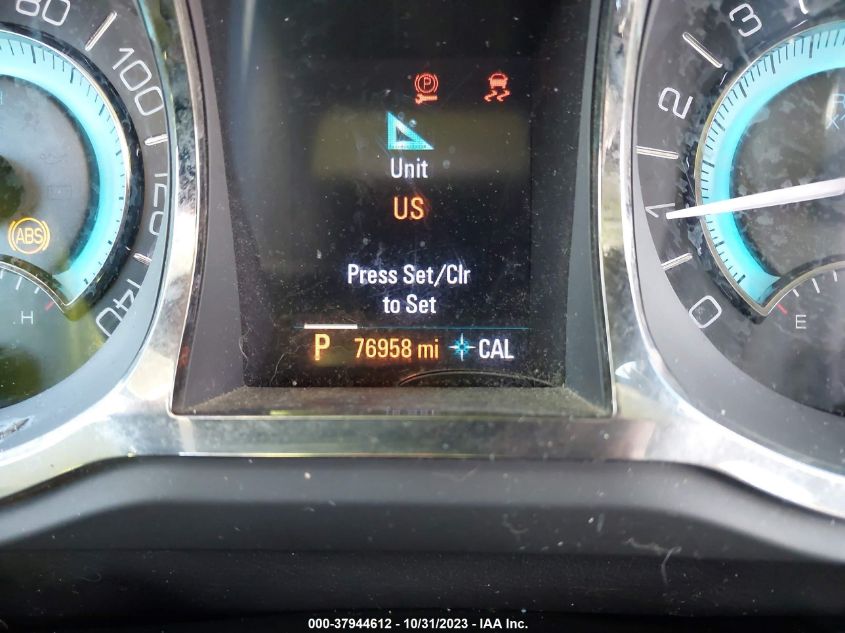 80
100
120
140
H
ABS
P
Unit
US
Press Set/Clr
to Set
P 76958 mi CAL
3
2
1
0
E
000-37944612 - 10/31/2023 - IAA Inc.